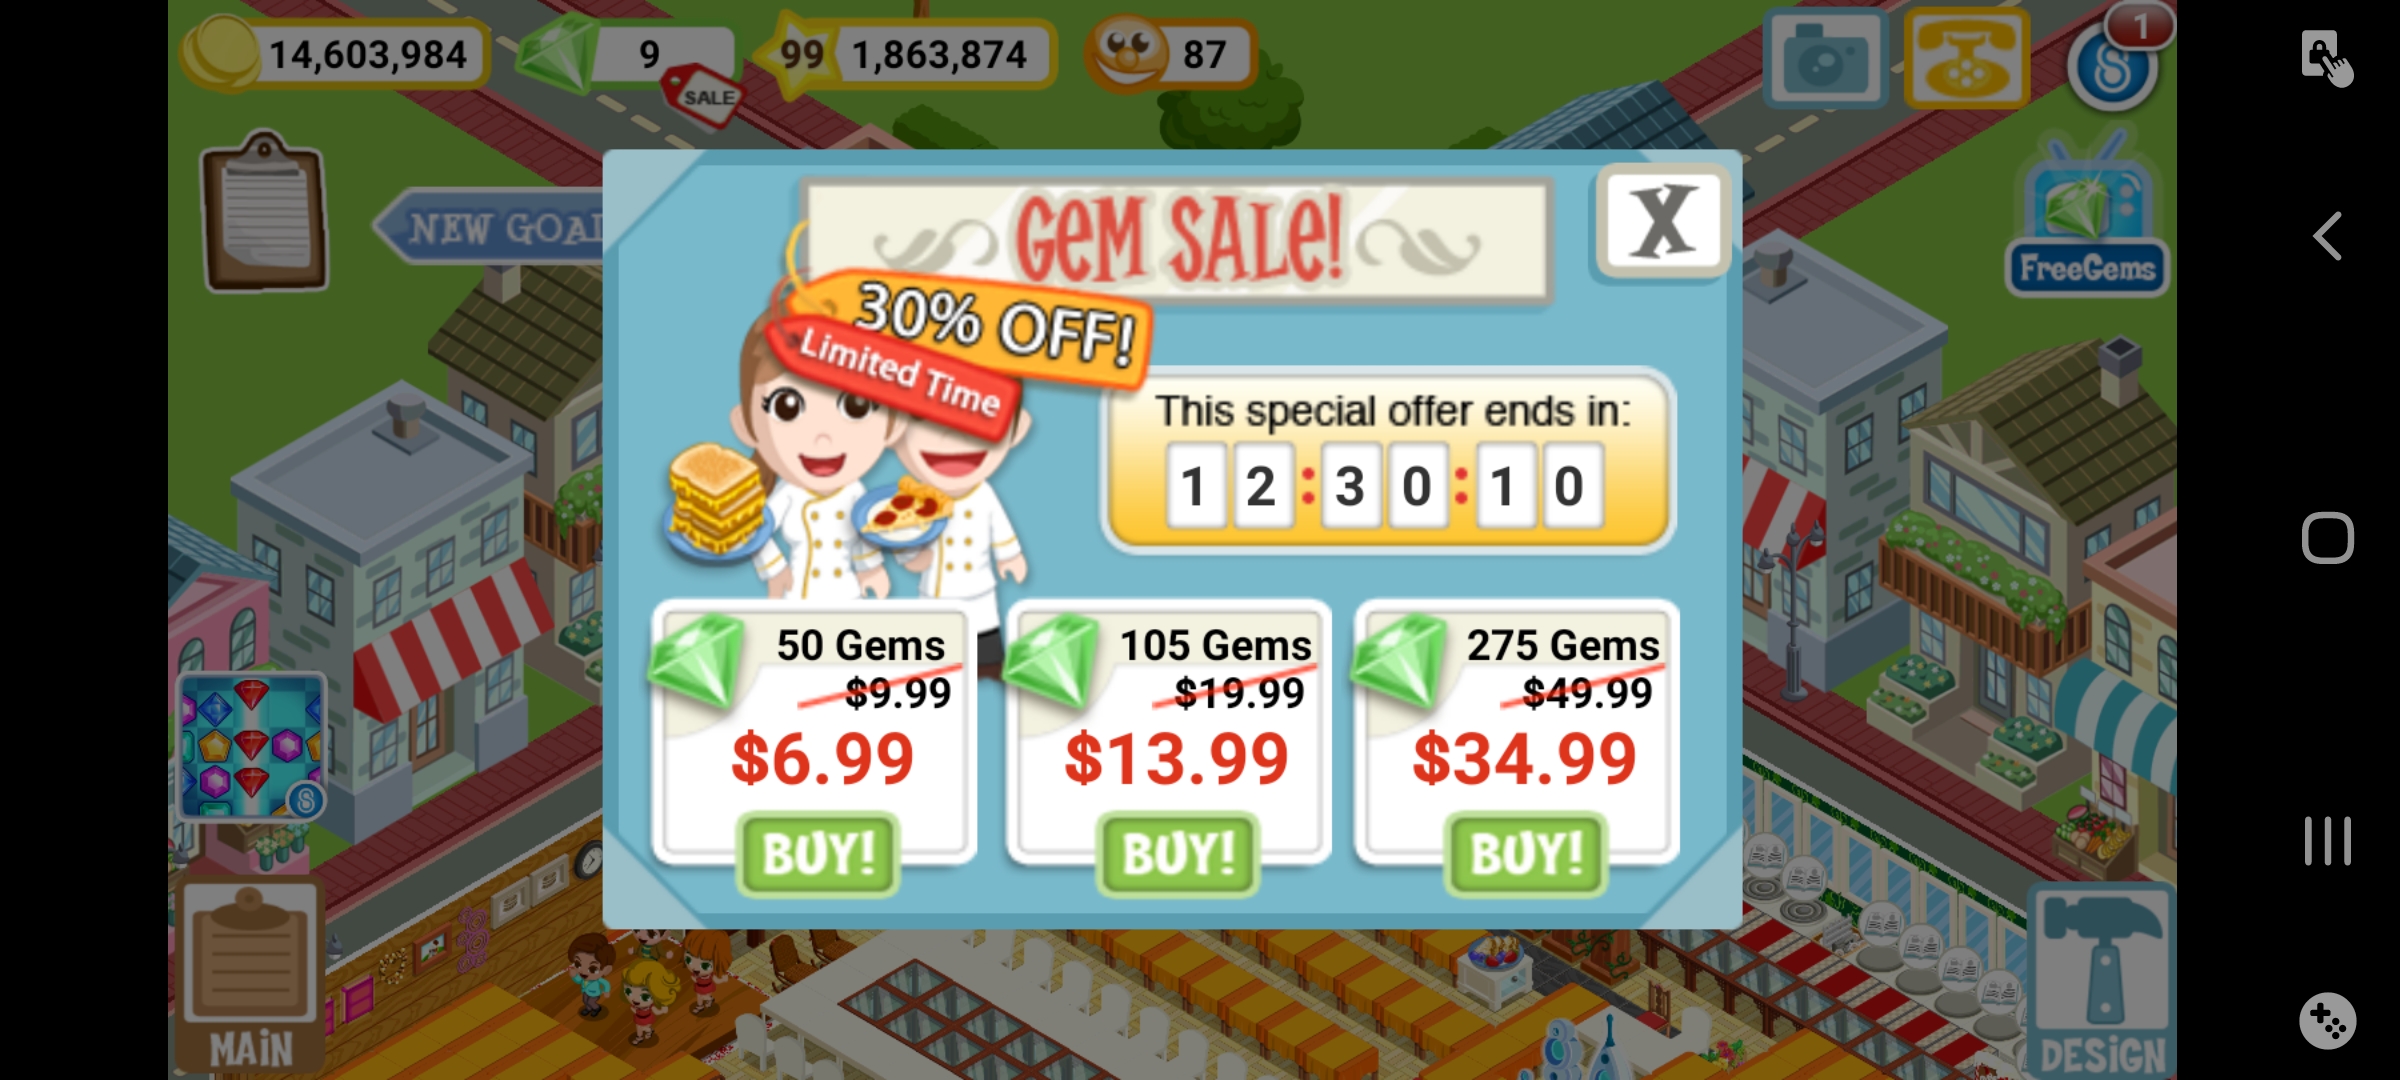 14,603,984
9
SALE
99
1,863,874
87
1
NEW GOAL
FreeGems
GEM SALE!
X
30% OFF!
Limited Time
This special offer ends in:
12:30:10
50 Gems
$9.99
$6.99
BUY!
105 Gems
$19.99
$13.99
BUY!
275 Gems
$49.99
$34.99
BUY!
MAIN
DESIGN